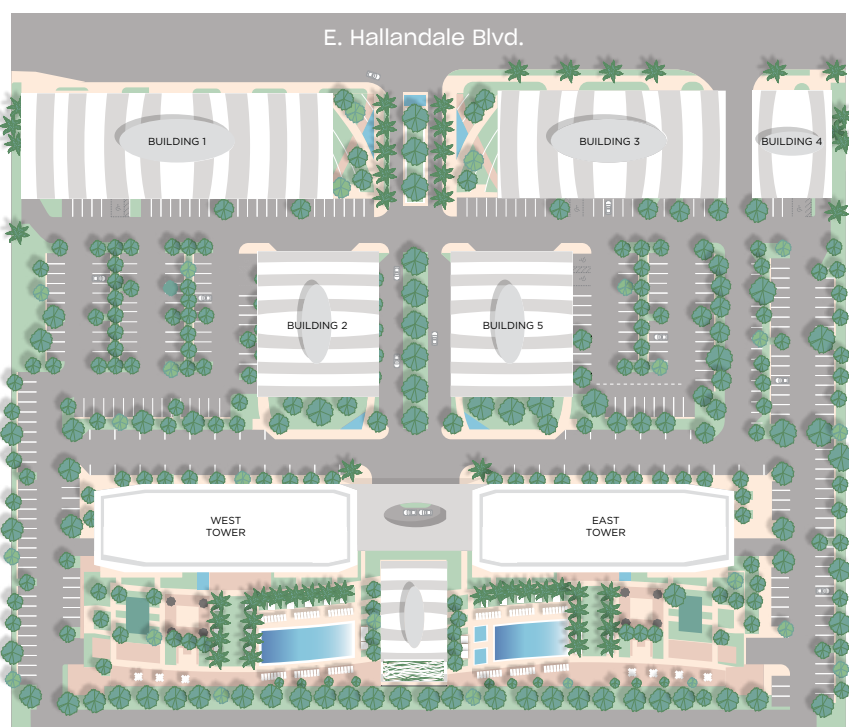 E. Hallandale Blvd.
BUILDING 1
BUILDING 3
BUILDING 4
BUILDING 2
BUILDING 5
WEST
TOWER
EAST
TOWER